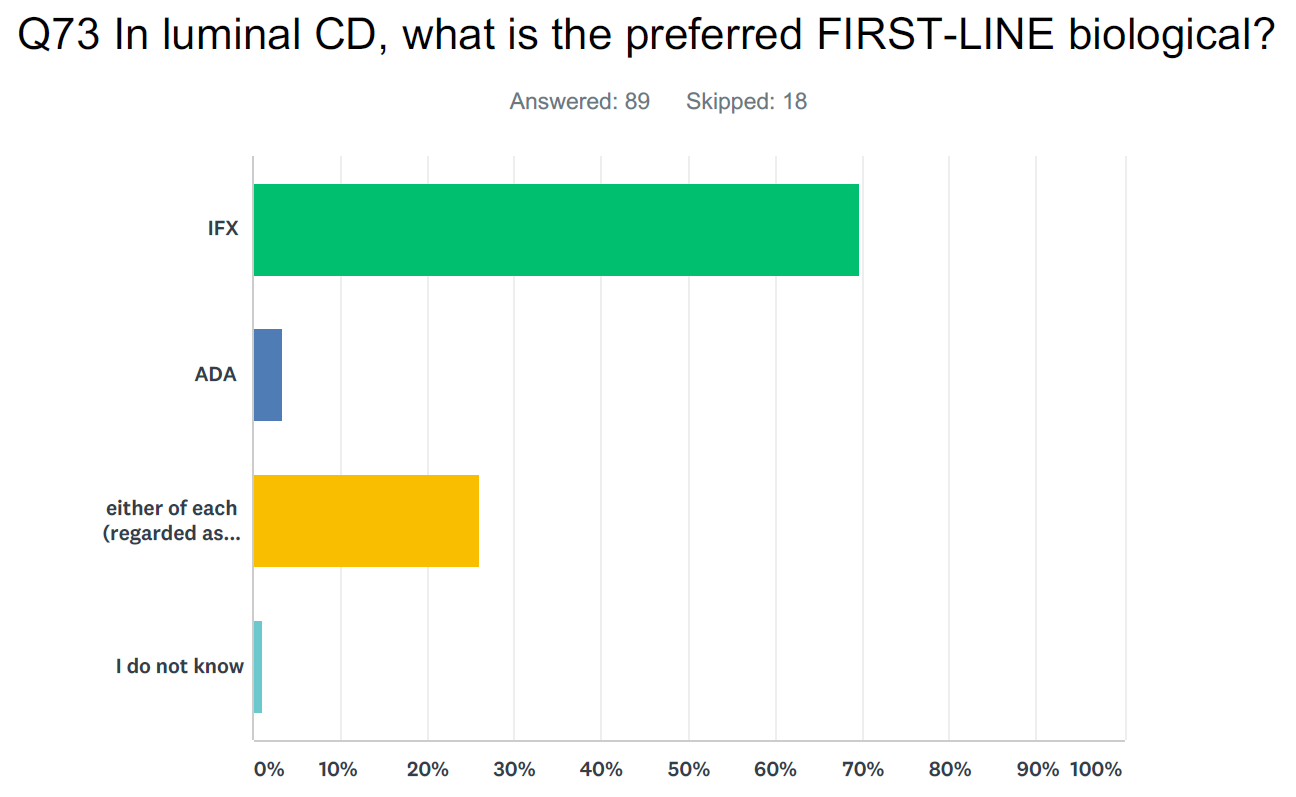 Q73 In luminal CD, what is the preferred FIRST-LINE biological?
Answered: 89 Skipped: 18
IFX
ADA
either of each
(regarded as...
I do not know
0% 10% 20% 30% 40% 50% 60% 70% 80% 90% 100%